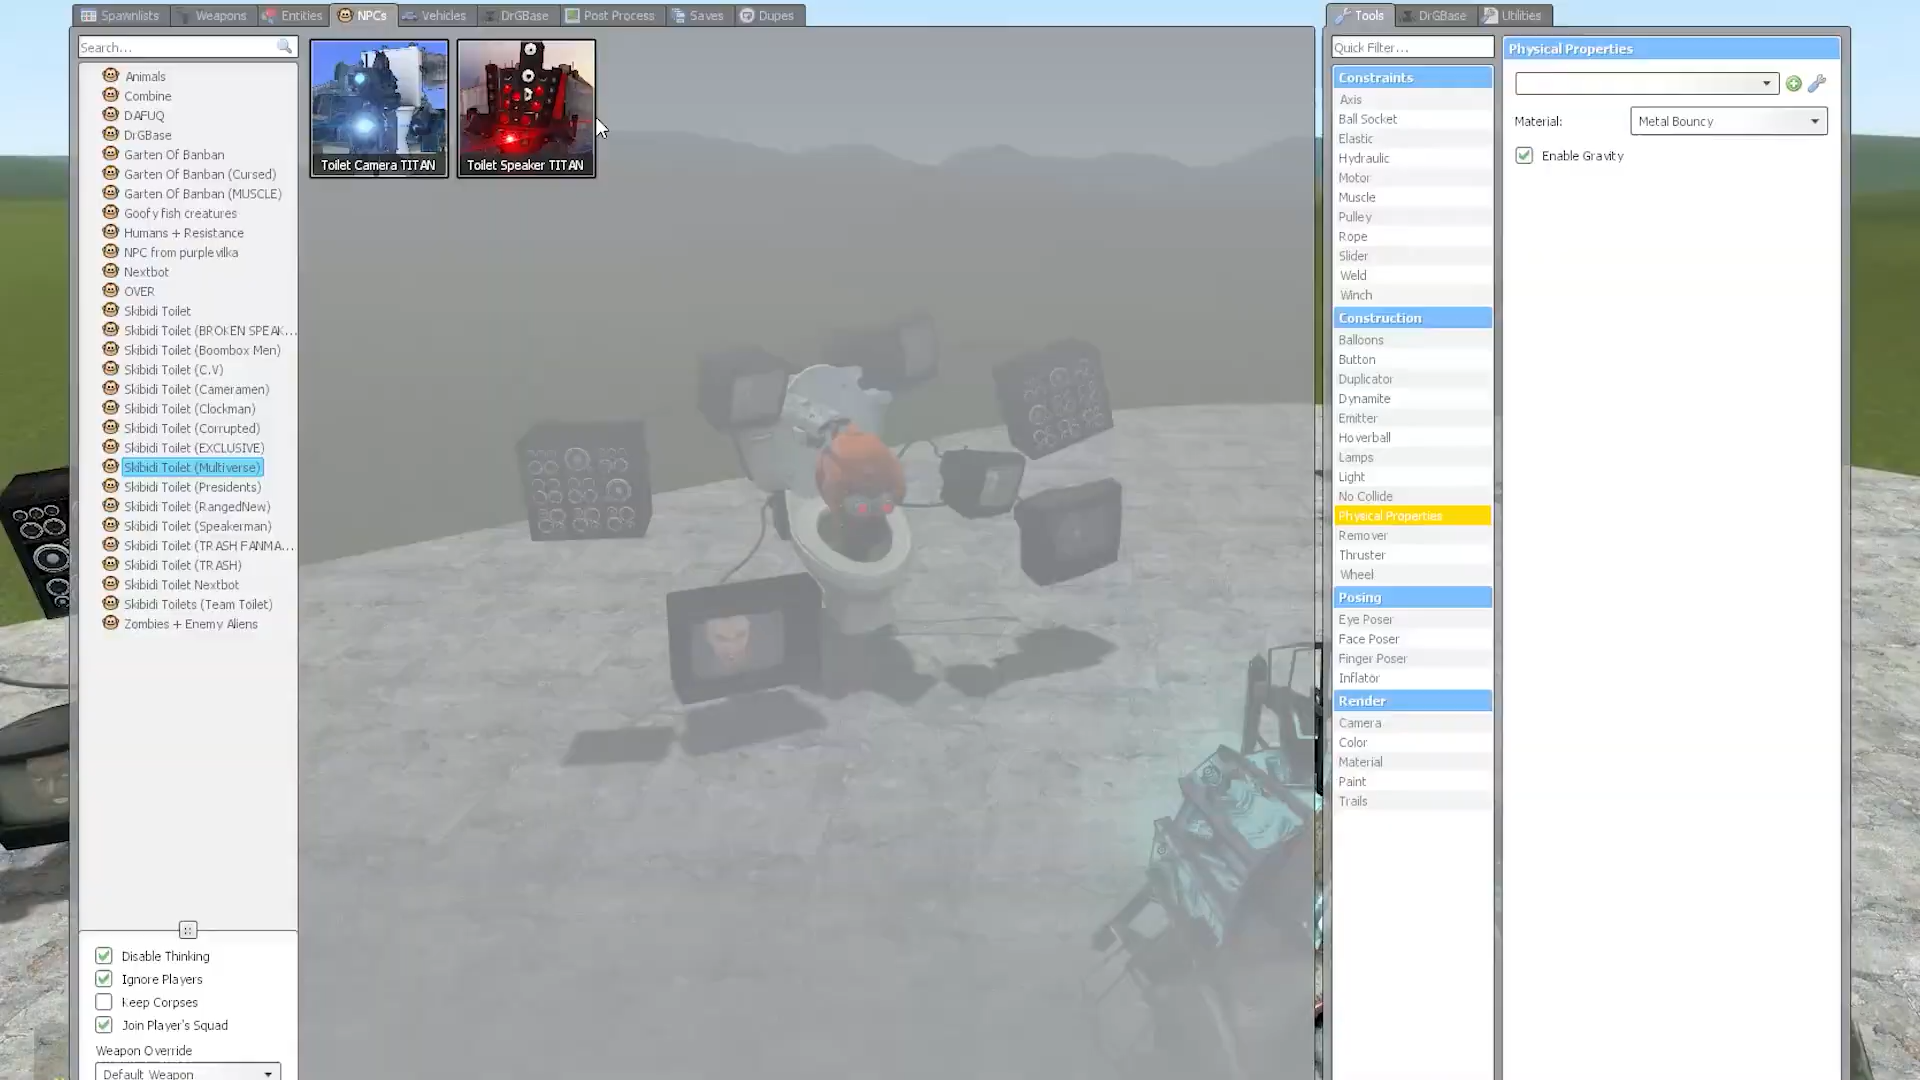 Spawnlists
Weapons
Entities
NPCs
Vehicles
DrGBase
Post Process
Saves
Dupes
Search...
Animals
Combine
DAFUQ
DrGBase
Garten Of Banban
Garten Of Banban (Cursed)
Garten Of Banban (MUSCLE)
Goofy fish creatures
Humans + Resistance
NPC from purplevilka
Nextbot
OVER
Skibidi Toilet
Skibidi Toilet (BROKEN SPEAK...
Skibidi Toilet (Boombox Men)
Skibidi Toilet (C.V)
Skibidi Toilet (Cameramen)
Skibidi Toilet (Clockman)
Skibidi Toilet (Corrupted)
Skibidi Toilet (EXCLUSIVE)
Skibidi Toilet (Multiverse)
Skibidi Toilet (Presidents)
Skibidi Toilet (RangedNew)
Skibidi Toilet (Speakerman)
Skibidi Toilet (TRASH FANMA...
Skibidi Toilet (TRASH)
Skibidi Toilet Nextbot
Skibidi Toilets (Team Toilet)
Zombies + Enemy Aliens
Disable Thinking
Ignore Players
Keep Corpses
Join Player's Squad
Weapon Override
Default Weapon
Toilet Camera TITAN
Toilet Speaker TITAN
Tools
DrGBase
Utilities
Quick Filter...
Constraints
Axis
Ball Socket
Elastic
Hydraulic
Motor
Muscle
Pulley
Rope
Slider
Weld
Winch
Construction
Balloons
Button
Duplicator
Dynamite
Emitter
Hoverball
Lamps
Light
No Collide
Physical Properties
Remover
Thruster
Wheel
Posing
Eye Poser
Face Poser
Finger Poser
Inflator
Render
Camera
Color
Material
Paint
Trails
Physical Properties
Material:
Metal Bouncy
Enable Gravity